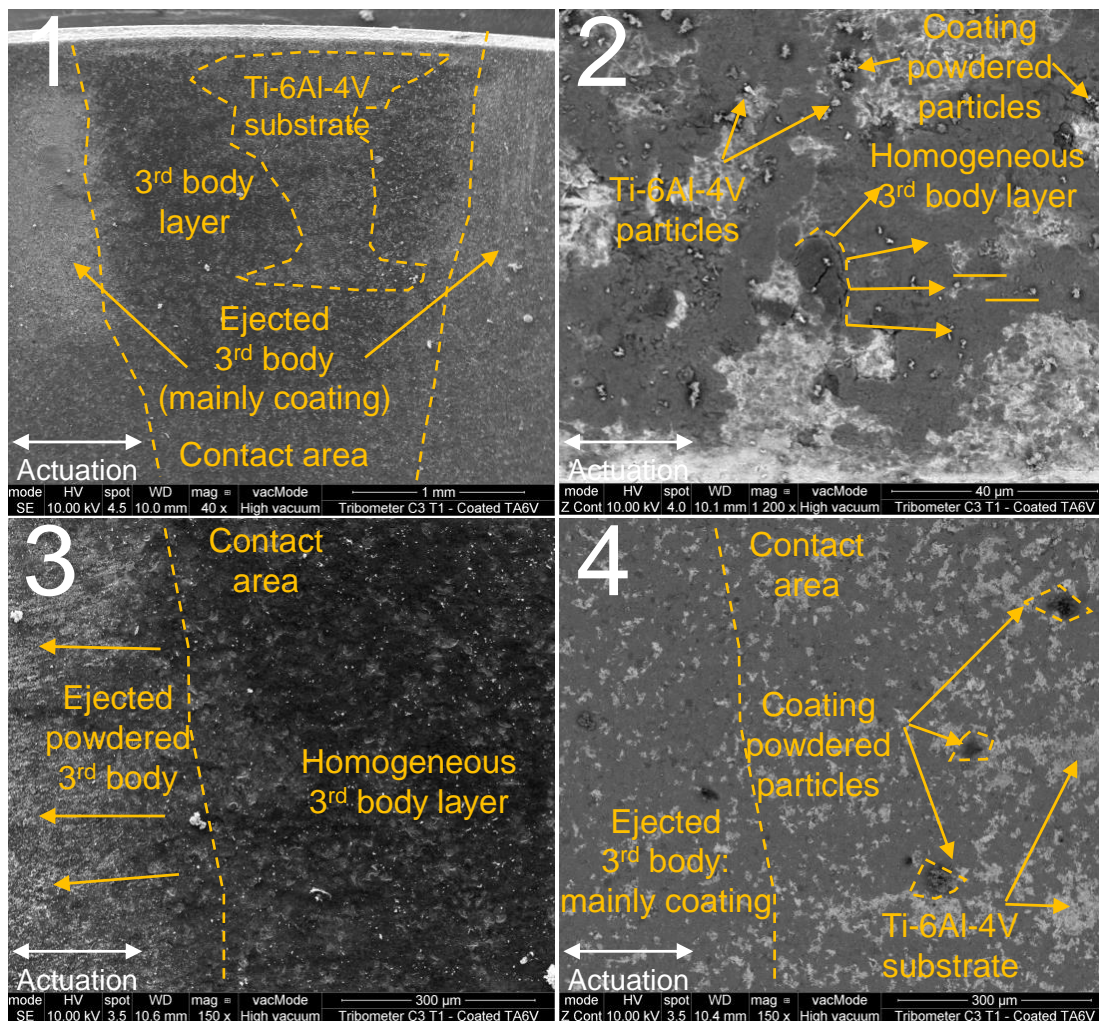 1
Ti-6Al-4V
substrate
3rd body
layer
Ejected
3rd body
(mainly coating)
Contact area
Actuation
mode HV spot WD mag ≡ vacMode 1 mm
SE 10.00 kV 4.5 10.0 mm 40 x High vacuum Tribometer C3 T1 - Coated TA6V
2
Coating
powdered
particles
Homogeneous
3rd body layer
Ti-6Al-4V
particles
Actuation
mode HV spot WD mag ≡ vacMode 40 µm
Z Cont 10.00 kV 4.0 10.1 mm 1 200 x High vacuum Tribometer C3 T1 - Coated TA6V
3
Contact
area
Ejected
powdered
3rd body
Homogeneous
3rd body layer
Actuation
mode HV spot WD mag ≡ vacMode 300 µm
SE 10.00 kV 3.5 10.6 mm 150 x High vacuum Tribometer C3 T1 - Coated TA6V
4
Contact
area
Coating
powdered
particles
Ejected
3rd body:
mainly coating
Ti-6Al-4V
substrate
Actuation
mode HV spot WD mag ≡ vacMode 300 µm
Z Cont 10.00 kV 3.5 10.4 mm 150 x High vacuum Tribometer C3 T1 - Coated TA6V